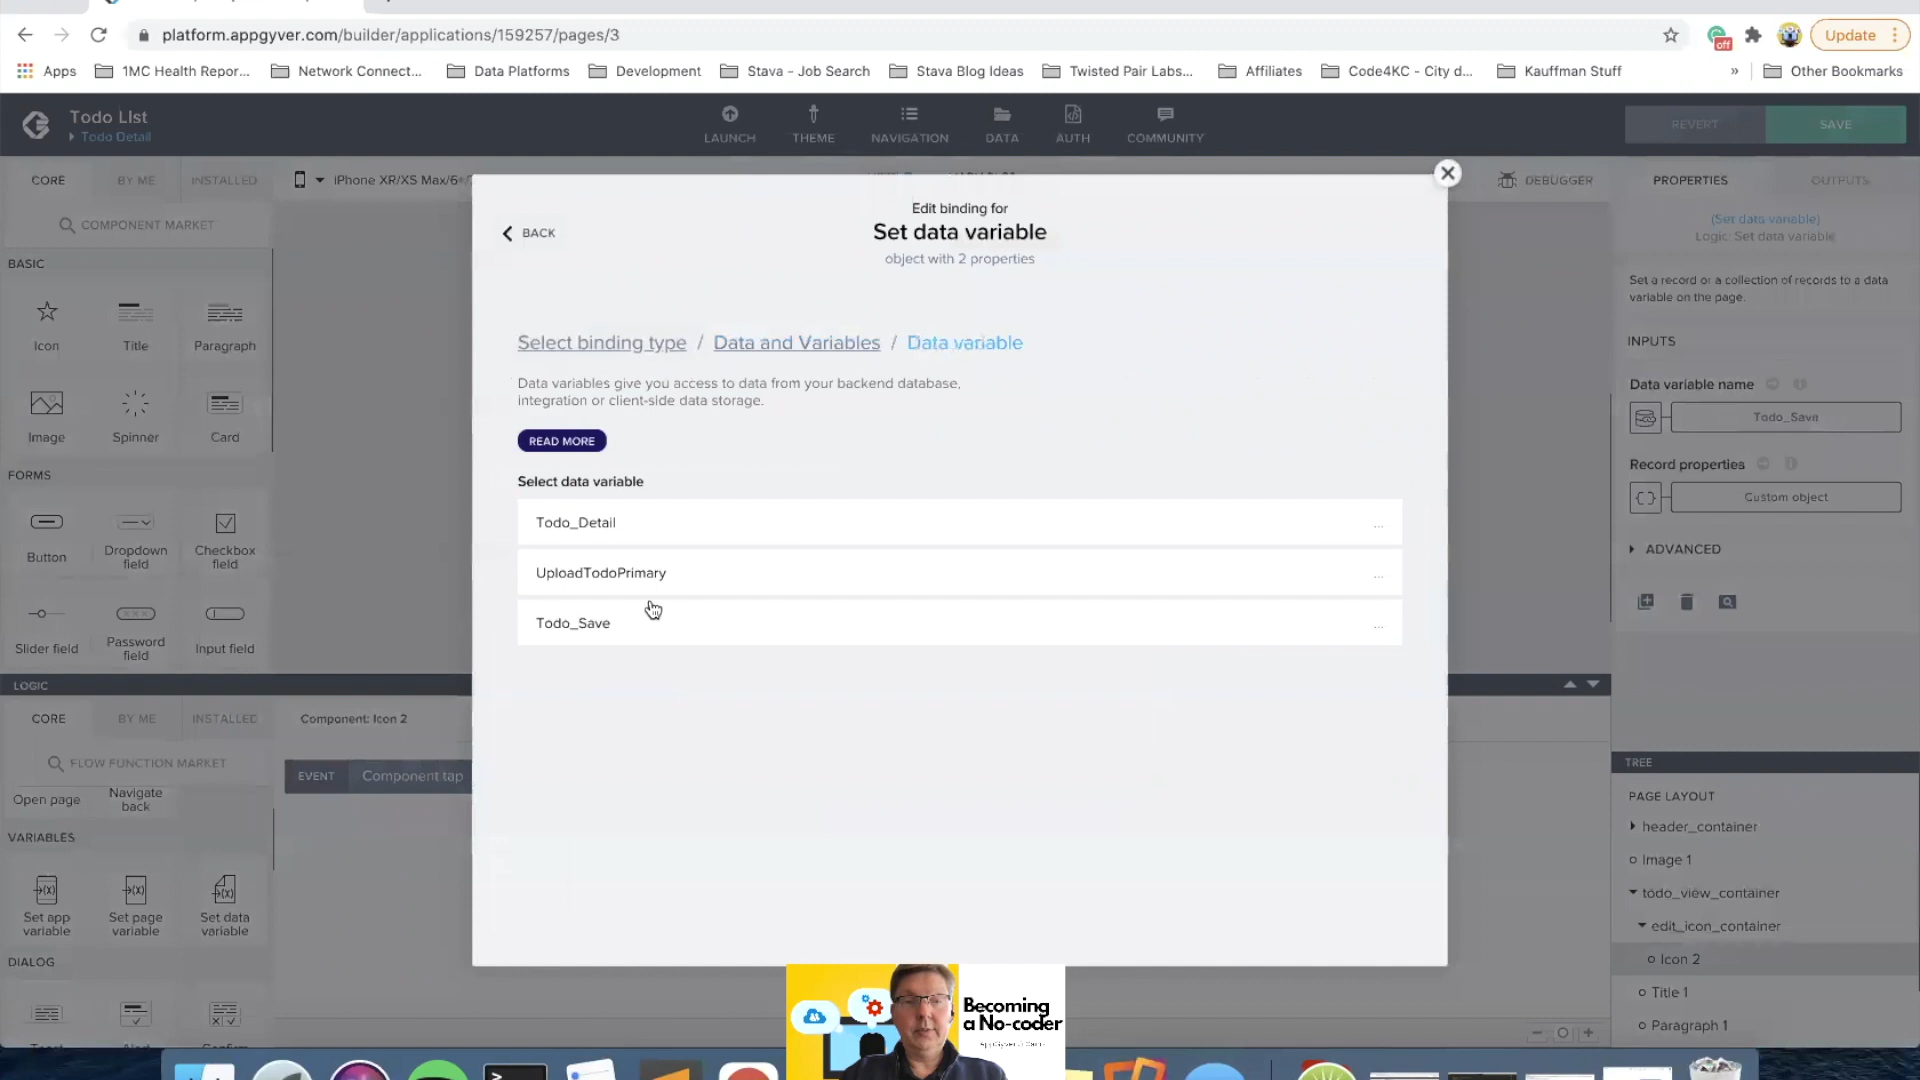 platform.appgyver.com/builder/applications/159257/pages/3
off
Update
Apps
1MC Health Repor...
Network Connect...
Data Platforms
Development
Stava – Job Search
Stava Blog Ideas
Twisted Pair Labs...
Affiliates
Code4KC - City d...
Kauffman Stuff
»
Other Bookmarks
Todo LIst
Todo Detail
LAUNCH
THEME
NAVIGATION
DATA
AUTH
COMMUNITY
REVERT
SAVE
CORE
BY ME
INSTALLED
iPhone XR/XS Max/6+/
DEBUGGER
PROPERTIES
OUTPUTS
COMPONENT MARKET
BASIC
Icon
Title
Paragraph
Image
Spinner
Card
FORMS
Button
Dropdown field
Checkbox field
Slider field
Password field
Input field
BACK
Edit binding for
Set data variable
object with 2 properties
Select binding type / Data and Variables / Data variable
Data variables give you access to data from your backend database,
integration or client-side data storage.
READ MORE
Select data variable
Todo_Detail
...
UploadTodoPrimary
...
Todo_Save
...
(Set data variable)
Logic: Set data variable
Set a record or a collection of records to a data
variable on the page.
INPUTS
Data variable name
Todo_Save
Record properties
Custom object
ADVANCED
LOGIC
CORE
BY ME
INSTALLED
Component: Icon 2
FLOW FUNCTION MARKET
EVENT
Component tap
Open page
Navigate back
VARIABLES
Set app variable
Set page variable
Set data variable
DIALOG
TREE
PAGE LAYOUT
header_container
Image 1
todo_view_container
edit_icon_container
Icon 2
Title 1
Paragraph 1
Becoming
a No-coder